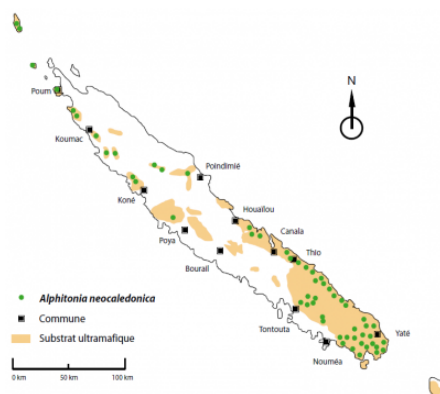 N
Poum
Koumac
Poindimié
Koné
Houaïlou
Canala
Poya
Thio
Bourail
Alphitonia neocaledonica
Commune
Substrat ultramafique
Tontouta
Yaté
Nouméa
0 km 50 km 100 km